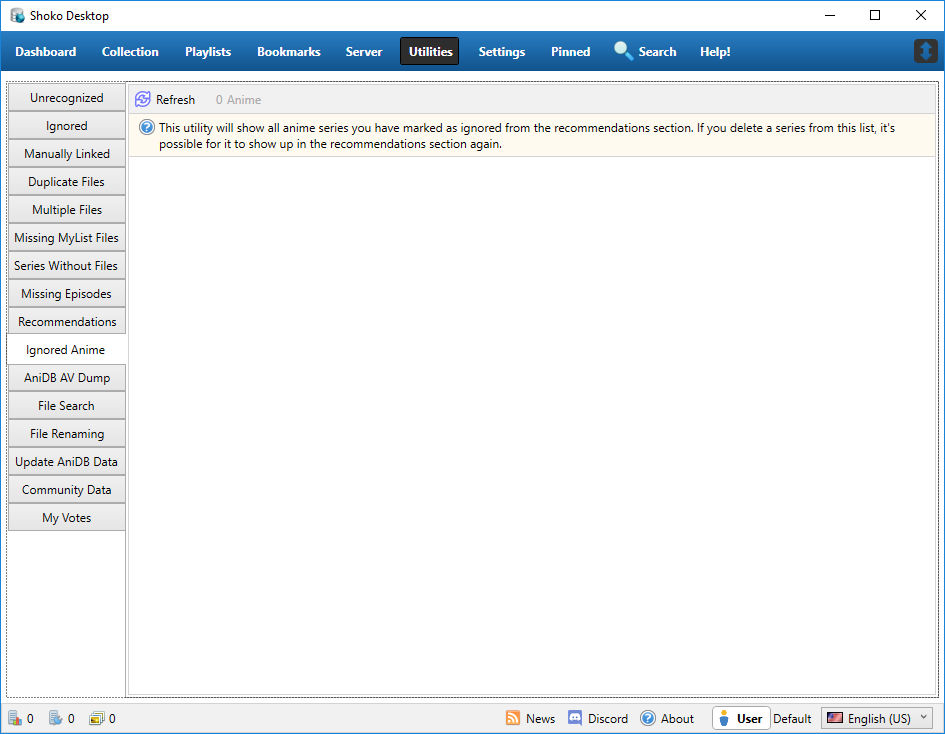 Shoko Desktop
Dashboard Collection Playlists Bookmarks Server Utilities Settings Pinned Search Help!
Unrecognized
Ignored
Manually Linked
Duplicate Files
Multiple Files
Missing MyList Files
Series Without Files
Missing Episodes
Recommendations
Ignored Anime
AniDB AV Dump
File Search
File Renaming
Update AniDB Data
Community Data
My Votes
Refresh 0 Anime
This utility will show all anime series you have marked as ignored from the recommendations section. If you delete a series from this list, it's
possible for it to show up in the recommendations section again.
0 0 0 News Discord About User Default English (US)